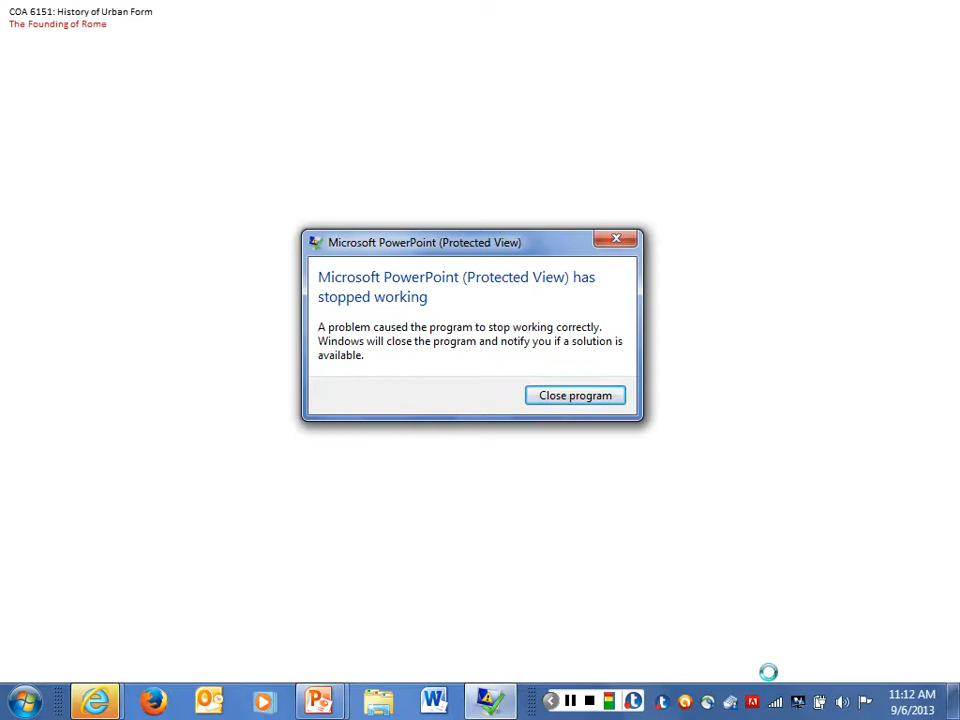 COA 6151: History of Urban Form
The Founding of Rome
Microsoft PowerPoint (Protected View)
Microsoft PowerPoint (Protected View) has
stopped working
A problem caused the program to stop working correctly.
Windows will close the program and notify you if a solution is
available.
Close program
11:12 AM
9/6/2013